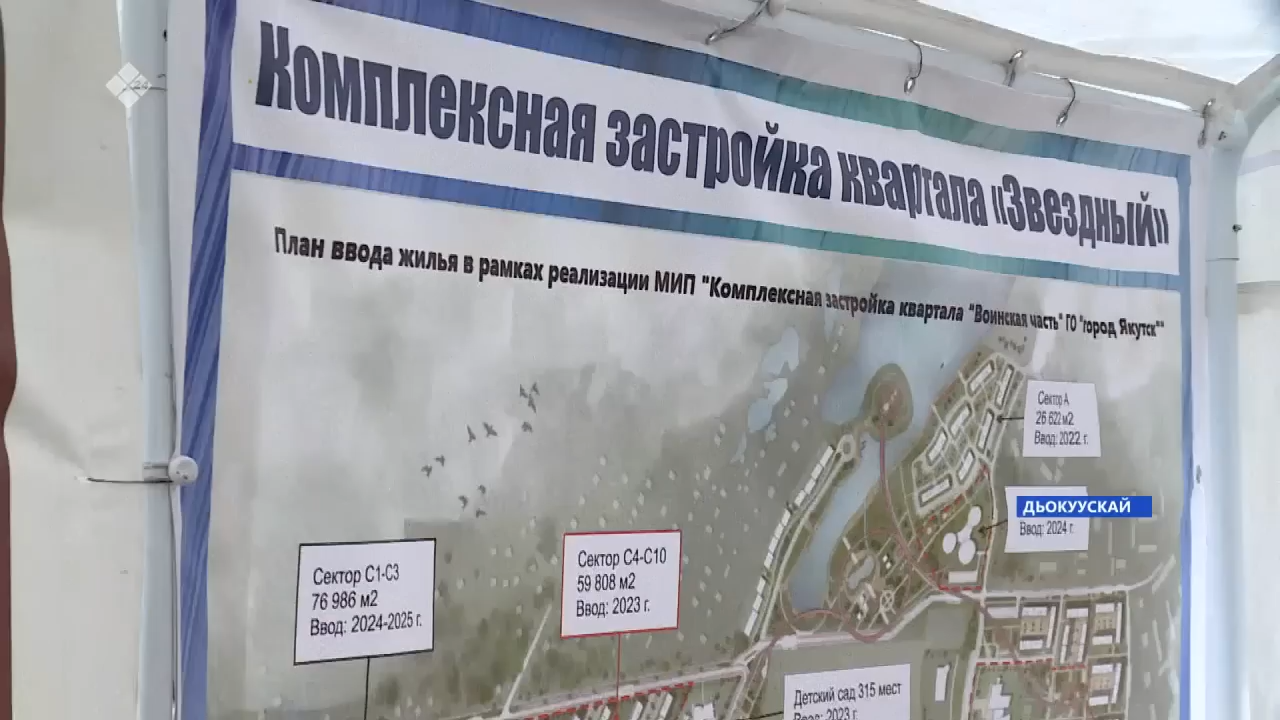 Комплексная застройка квартала «Звездный»
План ввода жилья в рамках реализации МИП "Комплексная застройка квартала "Воинская часть" ГО "город Якутск""
Сектор А
26 622 м2
Ввод: 2022 г.
ДЬОКУУСКАЙ
Ввод: 2024 г.
Сектор С4-С10
59 808 м2
Ввод: 2023 г.
Сектор С1-С3
76 986 м2
Ввод: 2024-2025 г.
Детский сад 315 мест
Ввод: 2023 г.